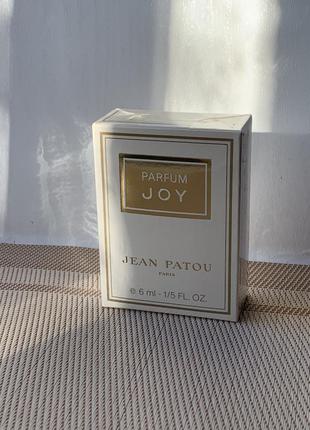 PARFUM
JOY
JEAN PATOU
PARIS
℮ 6 ml - 1/5 FL. OZ.